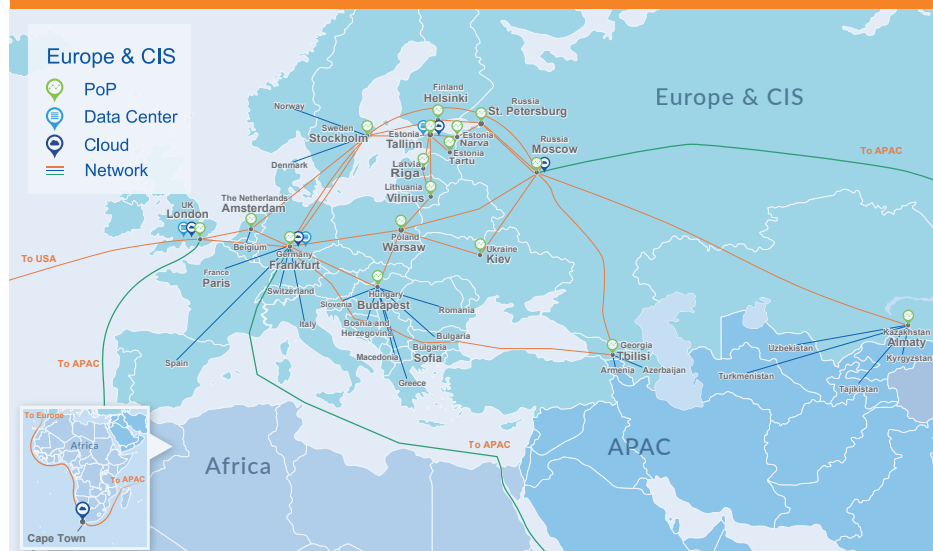 Europe & CIS
PoP
Data Center
Cloud
Network
Europe & CIS
Norway
Sweden
Stockholm
Denmark
Finland
Helsinki
Russia
St. Petersburg
Estonia
Tallinn
Estonia
Narva
Estonia
Tartu
Russia
Moscow
To APAC
Latvia
Riga
Lithuania
Vilnius
UK
London
The Netherlands
Amsterdam
Belgium
Germany
Frankfurt
Poland
Warsaw
Ukraine
Kiev
To USA
France
Paris
Switzerland
Slovenia
Hungary
Budapest
Romania
Italy
Bosnia and
Herzegovina
Bulgaria
Bulgaria
Sofia
Macedonia
Greece
Spain
To APAC
Georgia
Tbilisi
Armenia
Azerbaijan
Kazakhstan
Almaty
Uzbekistan
Kyrgyzstan
Turkmenistan
Tajikistan
To APAC
Africa
APAC
To Europe
Africa
To APAC
Cape Town